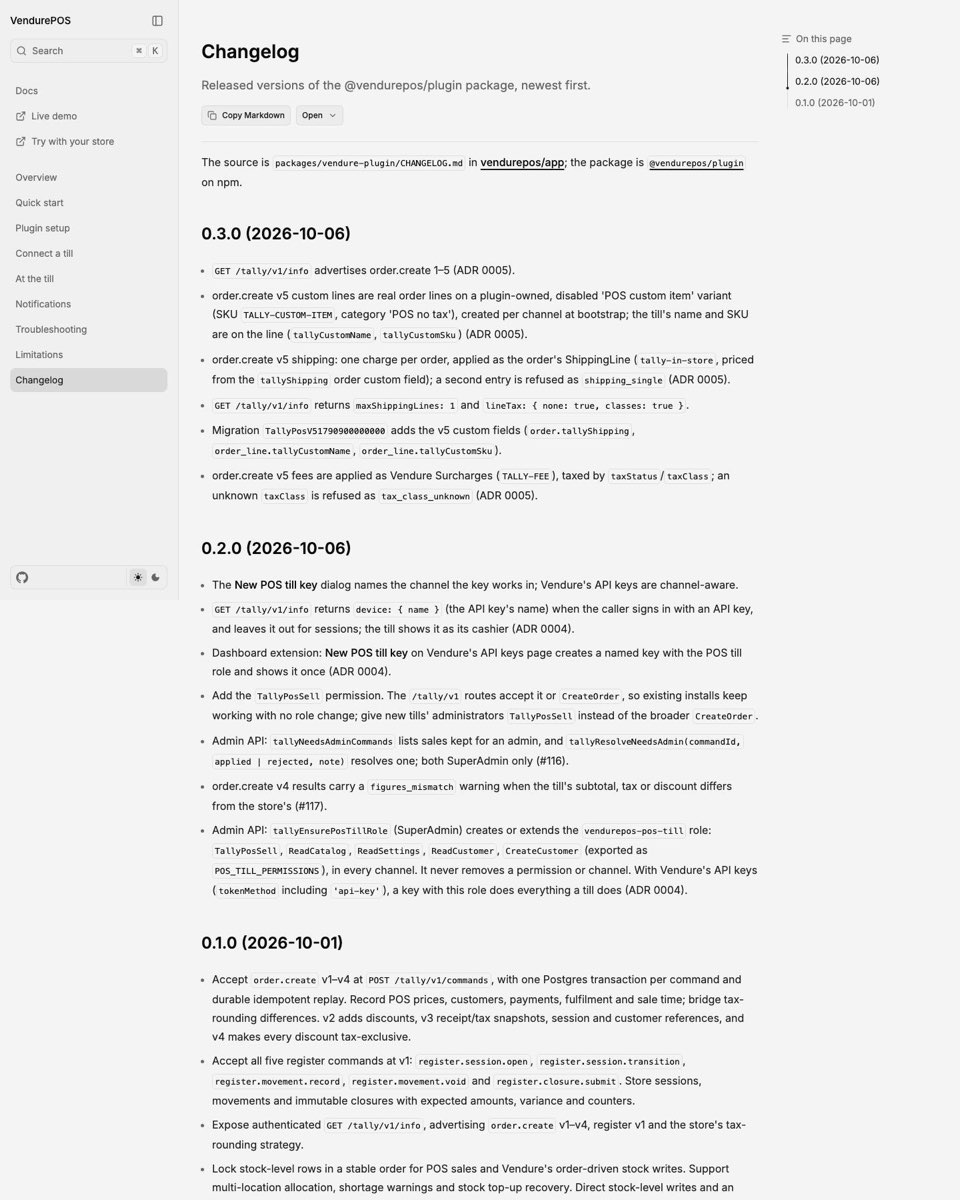 VendurePOS
Search ⌘ K
Docs
Live demo
Try with your store
Overview
Quick start
Plugin setup
Connect a till
At the till
Notifications
Troubleshooting
Limitations
Changelog
Changelog
Released versions of the @vendurepos/plugin package, newest first.
Copy Markdown Open
The source is packages/vendure-plugin/CHANGELOG.md in vendurepos/app; the package is @vendurepos/plugin
on npm.
0.3.0 (2026-10-06)
GET /tally/v1/info advertises order.create 1–5 (ADR 0005).
order.create v5 custom lines are real order lines on a plugin-owned, disabled 'POS custom item' variant
(SKU TALLY-CUSTOM-ITEM, category 'POS no tax'), created per channel at bootstrap; the till's name and SKU
are on the line (tallyCustomName, tallyCustomSku) (ADR 0005).
order.create v5 shipping: one charge per order, applied as the order's ShippingLine (tally-in-store, priced
from the tallyShipping order custom field); a second entry is refused as shipping_single (ADR 0005).
GET /tally/v1/info returns maxShippingLines: 1 and lineTax: { none: true, classes: true }.
Migration TallyPosV51790900000000 adds the v5 custom fields (order.tallyShipping,
order_line.tallyCustomName, order_line.tallyCustomSku).
order.create v5 fees are applied as Vendure Surcharges (TALLY-FEE), taxed by taxStatus/taxClass; an
unknown taxClass is refused as tax_class_unknown (ADR 0005).
0.2.0 (2026-10-06)
The New POS till key dialog names the channel the key works in; Vendure's API keys are channel-aware.
GET /tally/v1/info returns device: { name } (the API key's name) when the caller signs in with an API key,
and leaves it out for sessions; the till shows it as its cashier (ADR 0004).
Dashboard extension: New POS till key on Vendure's API keys page creates a named key with the POS till
role and shows it once (ADR 0004).
Add the TallyPosSell permission. The /tally/v1 routes accept it or CreateOrder, so existing installs keep
working with no role change; give new tills' administrators TallyPosSell instead of the broader CreateOrder.
Admin API: tallyNeedsAdminCommands lists sales kept for an admin, and tallyResolveNeedsAdmin(commandId,
applied | rejected, note) resolves one; both SuperAdmin only (#116).
order.create v4 results carry a figures_mismatch warning when the till's subtotal, tax or discount differs
from the store's (#117).
Admin API: tallyEnsurePosTillRole (SuperAdmin) creates or extends the vendurepos-pos-till role:
TallyPosSell, ReadCatalog, ReadSettings, ReadCustomer, CreateCustomer (exported as
POS_TILL_PERMISSIONS), in every channel. It never removes a permission or channel. With Vendure's API keys
(tokenMethod including 'api-key'), a key with this role does everything a till does (ADR 0004).
0.1.0 (2026-10-01)
Accept order.create v1–v4 at POST /tally/v1/commands, with one Postgres transaction per command and
durable idempotent replay. Record POS prices, customers, payments, fulfilment and sale time; bridge tax-
rounding differences. v2 adds discounts, v3 receipt/tax snapshots, session and customer references, and
v4 makes every discount tax-exclusive.
Accept all five register commands at v1: register.session.open, register.session.transition,
register.movement.record, register.movement.void and register.closure.submit. Store sessions,
movements and immutable closures with expected amounts, variance and counters.
Expose authenticated GET /tally/v1/info, advertising order.create v1–v4, register v1 and the store's tax-
rounding strategy.
Lock stock-level rows in a stable order for POS sales and Vendure's order-driven stock writes. Support
multi-location allocation, shortage warnings and stock top-up recovery. Direct stock-level writes and an
On this page
0.3.0 (2026-10-06)
0.2.0 (2026-10-06)
0.1.0 (2026-10-01)